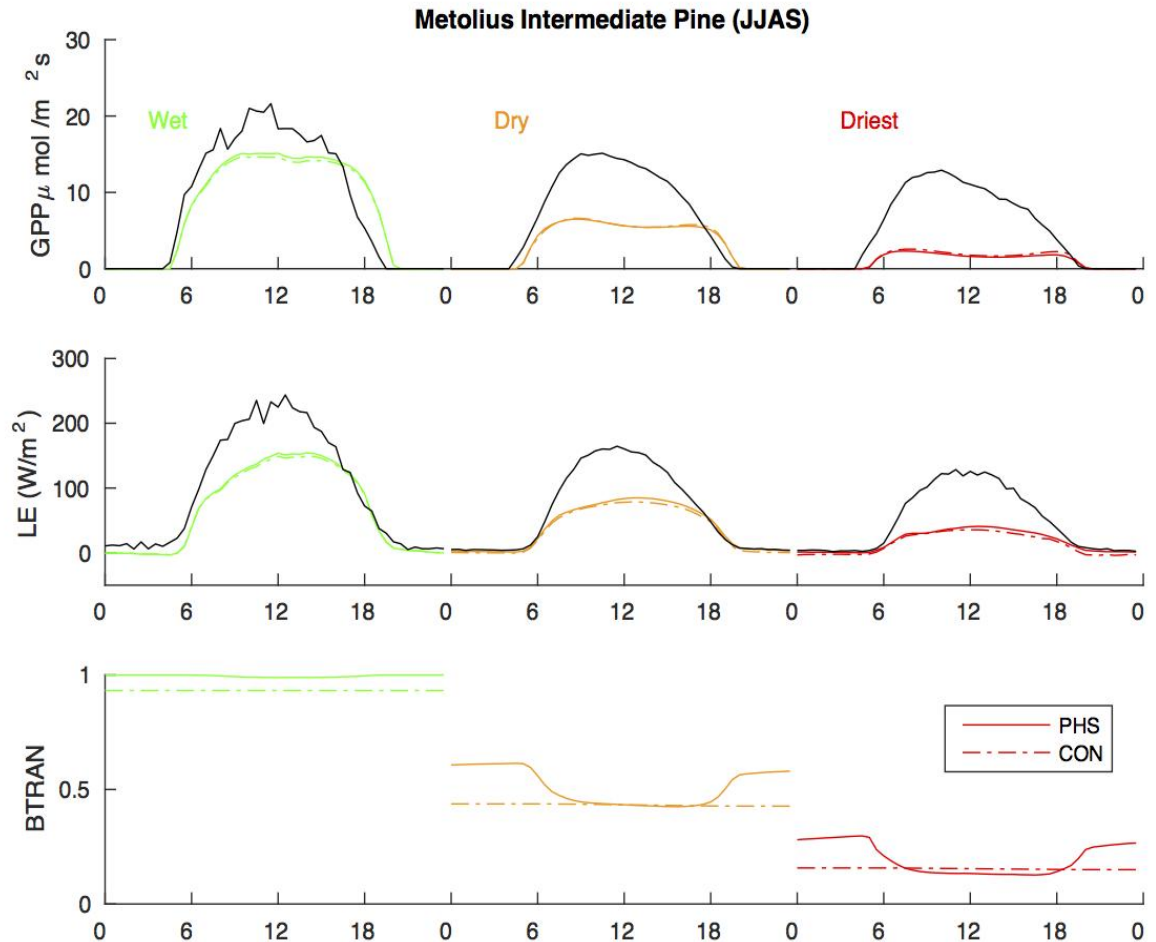 Metolius Intermediate Pine (JJAS)
GPPμ mol /m ²s
30
20
10
0
Wet
Dry
Driest
0 6 12 18 0 6 12 18 0 6 12 18 0
LE (W/m²)
300
200
100
0
0 6 12 18 0 6 12 18 0 6 12 18 0
BTRAN
1
0.5
0
PHS
CON
0 6 12 18 0 6 12 18 0 6 12 18 0